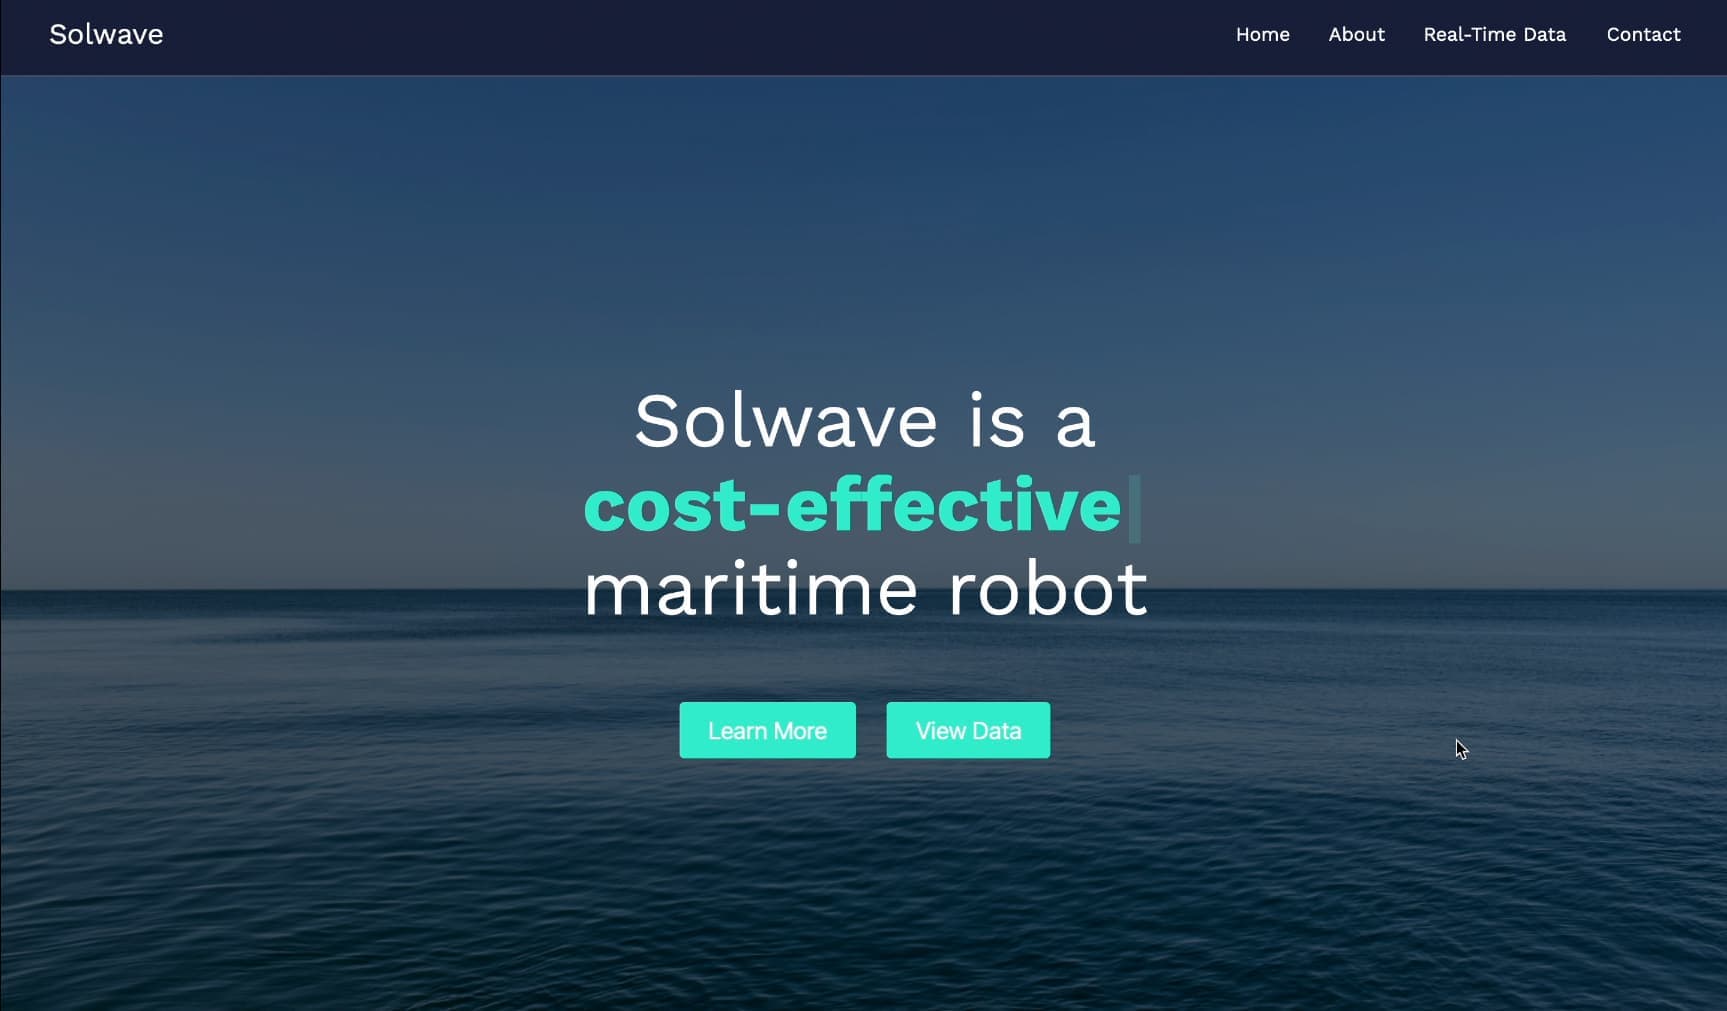 Solwave
Home
About
Real-Time Data
Contact
Solwave is a
cost-effective
maritime robot
Learn More
View Data